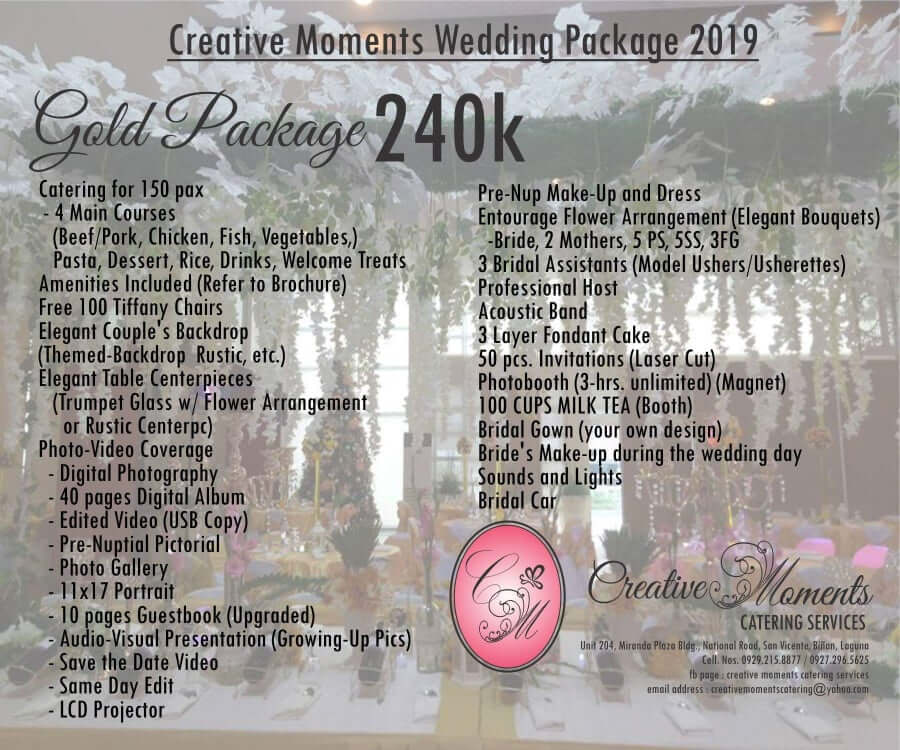 Creative Moments Wedding Package 2019
Gold Package 240k
Catering for 150 pax
- 4 Main Courses
(Beef/Pork, Chicken, Fish, Vegetables,)
Pasta, Dessert, Rice, Drinks, Welcome Treats
Amenities Included (Refer to Brochure)
Free 100 Tiffany Chairs
Elegant Couple's Backdrop
(Themed-Backdrop Rustic, etc.)
Elegant Table Centerpieces
(Trumpet Glass w/ Flower Arrangement
or Rustic Centerpc)
Photo-Video Coverage
- Digital Photography
- 40 pages Digital Album
- Edited Video (USB Copy)
- Pre-Nuptial Pictorial
- Photo Gallery
- 11x17 Portrait
- 10 pages Guestbook (Upgraded)
- Audio-Visual Presentation (Growing-Up Pics)
- Save the Date Video
- Same Day Edit
- LCD Projector
Pre-Nup Make-Up and Dress
Entourage Flower Arrangement (Elegant Bouquets)
-Bride, 2 Mothers, 5 PS, 5SS, 3FG
3 Bridal Assistants (Model Ushers/Usherettes)
Professional Host
Acoustic Band
3 Layer Fondant Cake
50 pcs. Invitations (Laser Cut)
Photobooth (3-hrs. unlimited) (Magnet)
100 CUPS MILK TEA (Booth)
Bridal Gown (your own design)
Bride's Make-up during the wedding day
Sounds and Lights
Bridal Car
C M
Creative Moments
CATERING SERVICES
Unit 204, Miranda Plaza Bldg., National Road, San Vicente, Biñan, Laguna
Cell. Nos. 0929.215.8877 / 0927.296.5625
fb page : creative moments catering services
email address : creativemomentscatering@yahoo.com